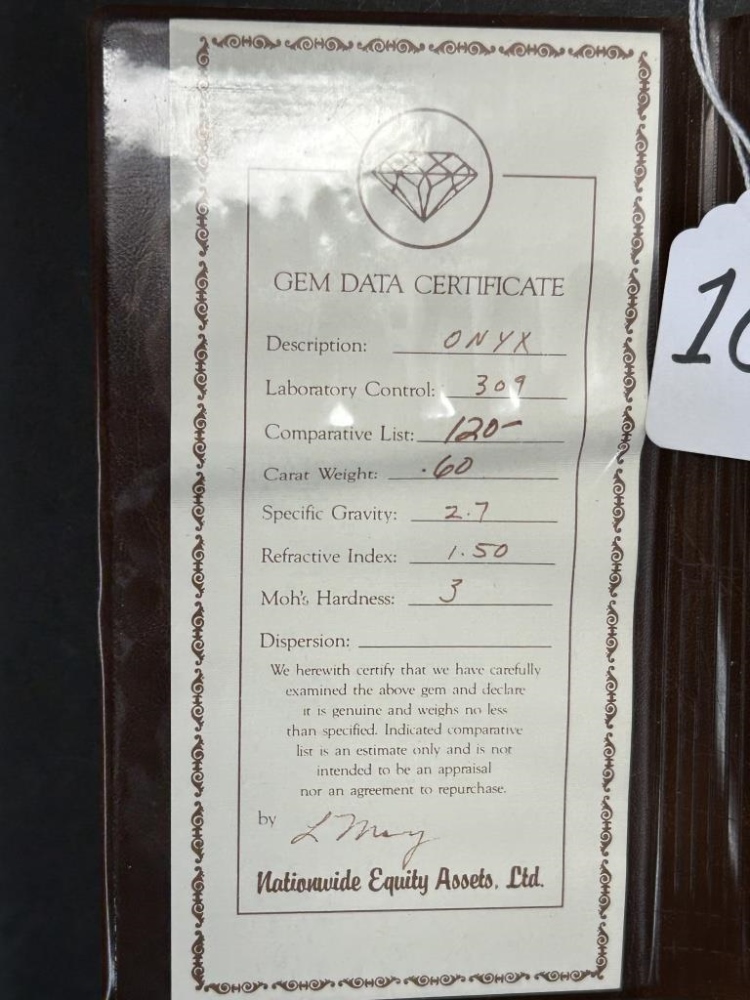 GEM DATA CERTIFICATE
Description: ONYX
Laboratory Control: 309
Comparative List: 120-
Carat Weight: .60
Specific Gravity: 2.7
Refractive Index: 1.50
Moh's Hardness: 3
Dispersion:
We herewith certify that we have carefully
examined the above gem and declare
it is genuine and weighs no less
than specified. Indicated comparative
list is an estimate only and is not
intended to be an appraisal
nor an agreement to repurchase.
by
Nationwide Equity Assets, Ltd.